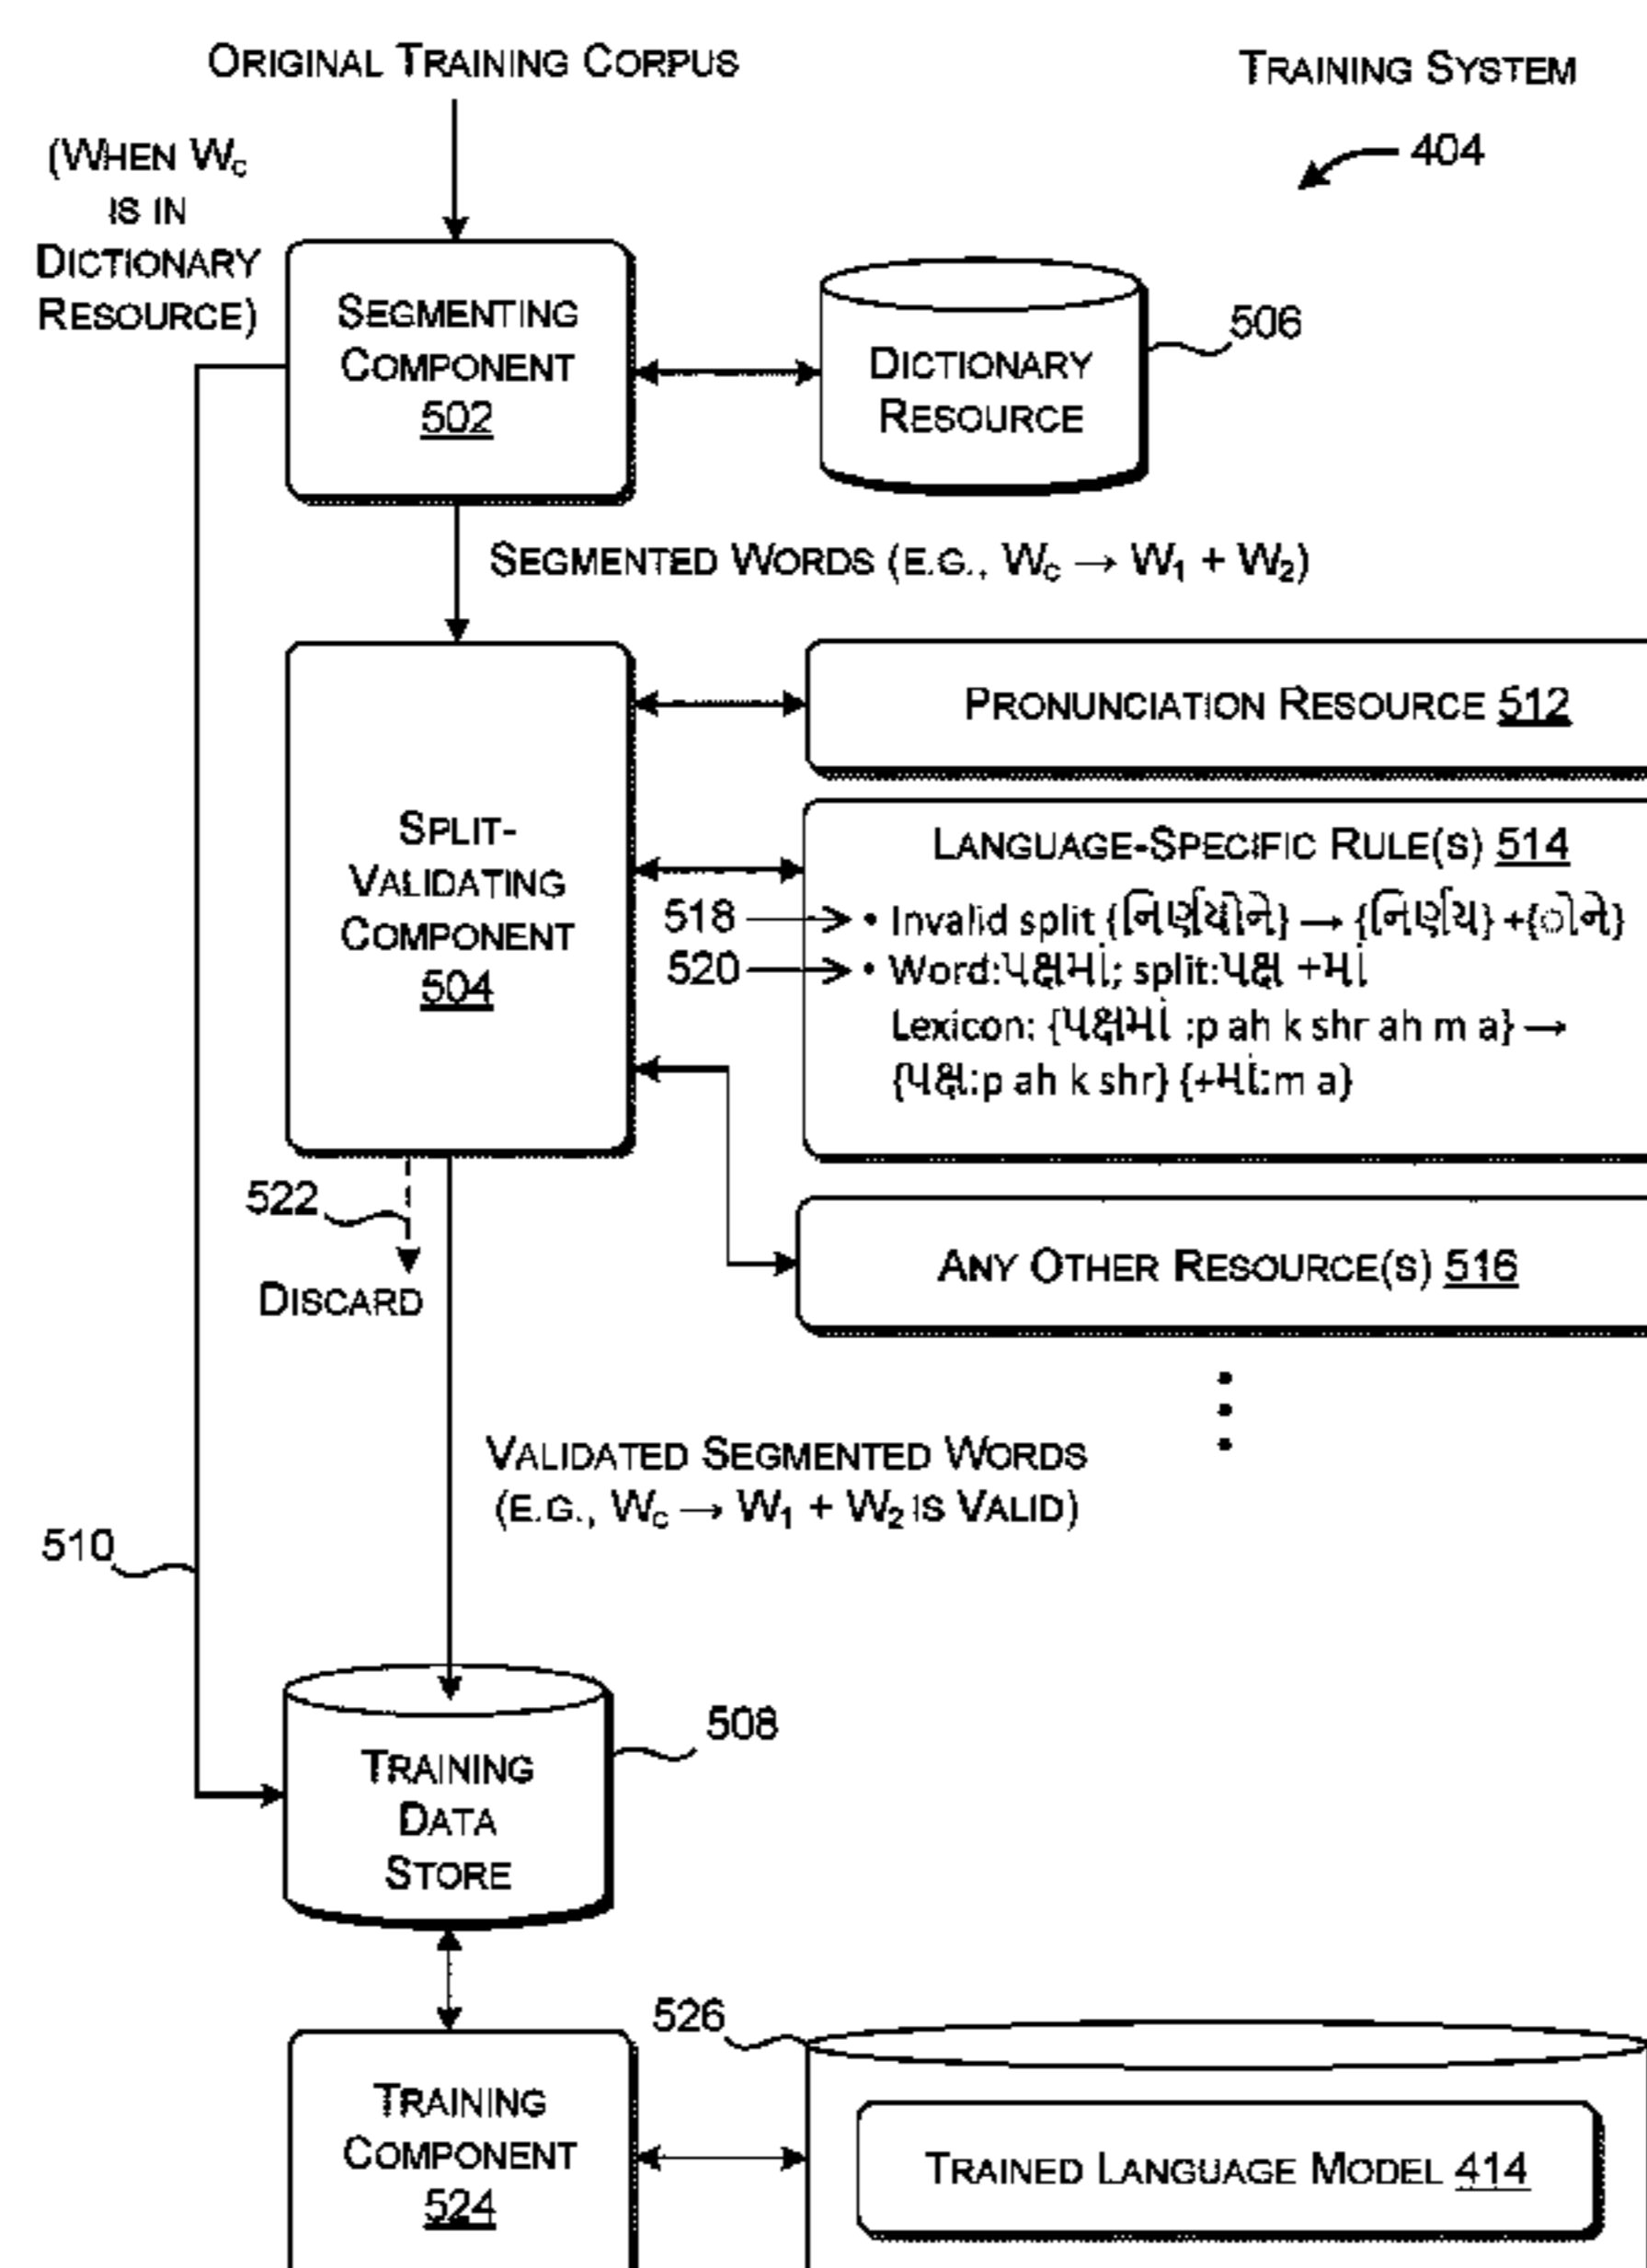 ORIGINAL TRAINING CORPUS
TRAINING SYSTEM
404
(WHEN Wc
IS IN
DICTIONARY
RESOURCE)
SEGMENTING
COMPONENT
502
DICTIONARY
RESOURCE
506
SEGMENTED WORDS (E.G., Wc → W1 + W2)
SPLIT-
VALIDATING
COMPONENT
504
PRONUNCIATION RESOURCE 512
LANGUAGE-SPECIFIC RULE(S) 514
518 • Invalid split {નિર્ણયોને} → {નિર્ણય} +{ોને}
520 • Word:પક્ષમાં; split:પક્ષ +માં
Lexicon: {પક્ષમાં :p ah k shr ah m a} →
{પક્ષ:p ah k shr} {+માં:m a}
522
DISCARD
ANY OTHER RESOURCE(S) 516
VALIDATED SEGMENTED WORDS
(E.G., Wc → W1 + W2 IS VALID)
510
508
TRAINING
DATA
STORE
526
TRAINING
COMPONENT
524
TRAINED LANGUAGE MODEL 414